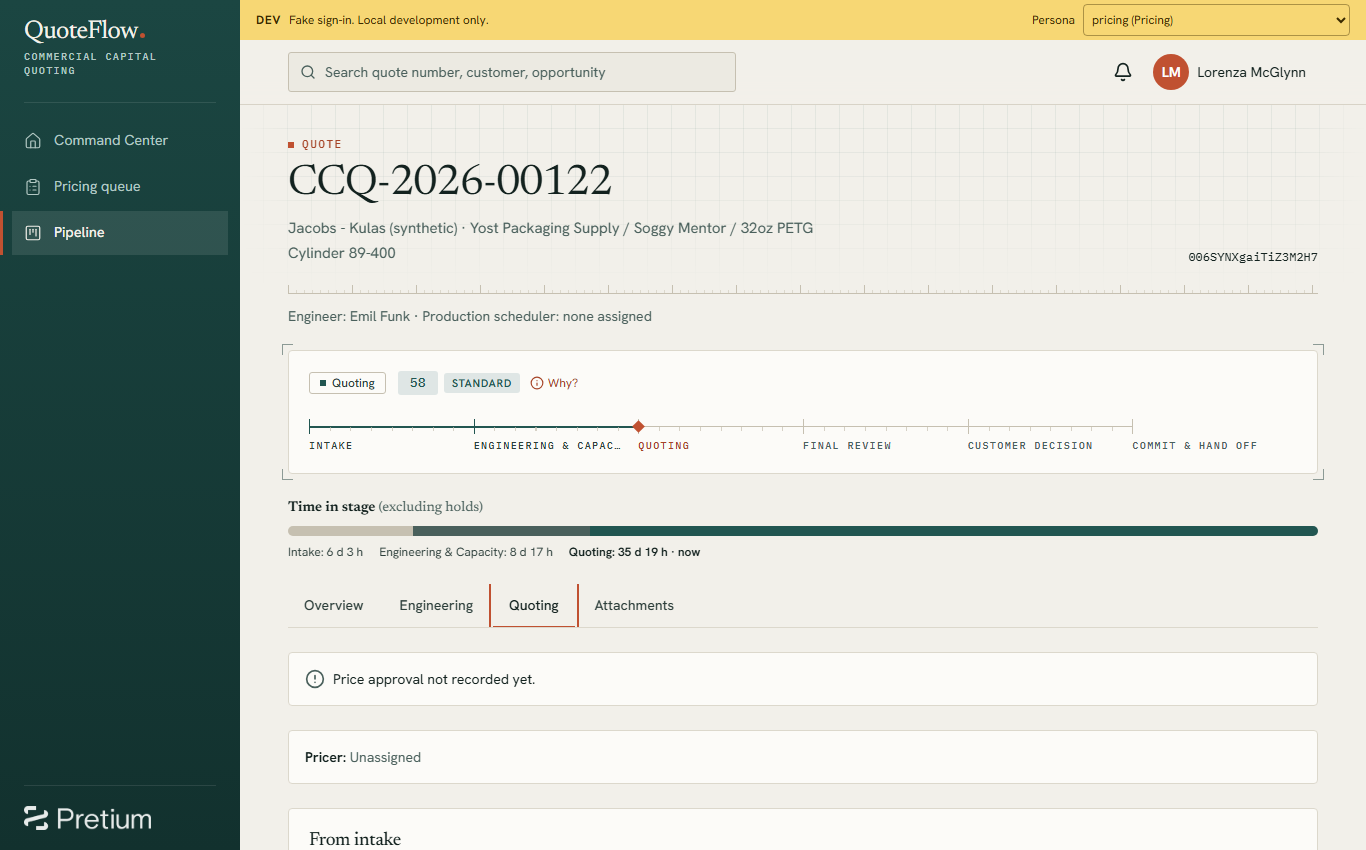 QuoteFlow.
COMMERCIAL CAPITAL
QUOTING
Command Center
Pricing queue
Pipeline
Pretium
DEV Fake sign-in. Local development only.
Persona pricing (Pricing)
Search quote number, customer, opportunity
LM Lorenza McGlynn
QUOTE
CCQ-2026-00122
Jacobs - Kulas (synthetic) · Yost Packaging Supply / Soggy Mentor / 32oz PETG
Cylinder 89-400
006SYNXgaiTiZ3M2H7
Engineer: Emil Funk · Production scheduler: none assigned
Quoting 58 STANDARD Why?
INTAKE ENGINEERING & CAPAC… QUOTING FINAL REVIEW CUSTOMER DECISION COMMIT & HAND OFF
Time in stage (excluding holds)
Intake: 6 d 3 h Engineering & Capacity: 8 d 17 h Quoting: 35 d 19 h · now
Overview Engineering Quoting Attachments
Price approval not recorded yet.
Pricer: Unassigned
From intake